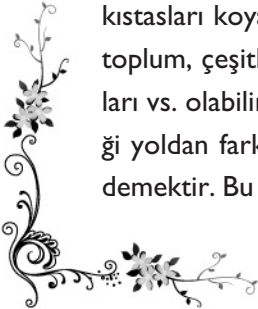 kıstasları koya
toplum, çeşitl
ları vs. olabilir
ği yoldan fark
demektir. Bu